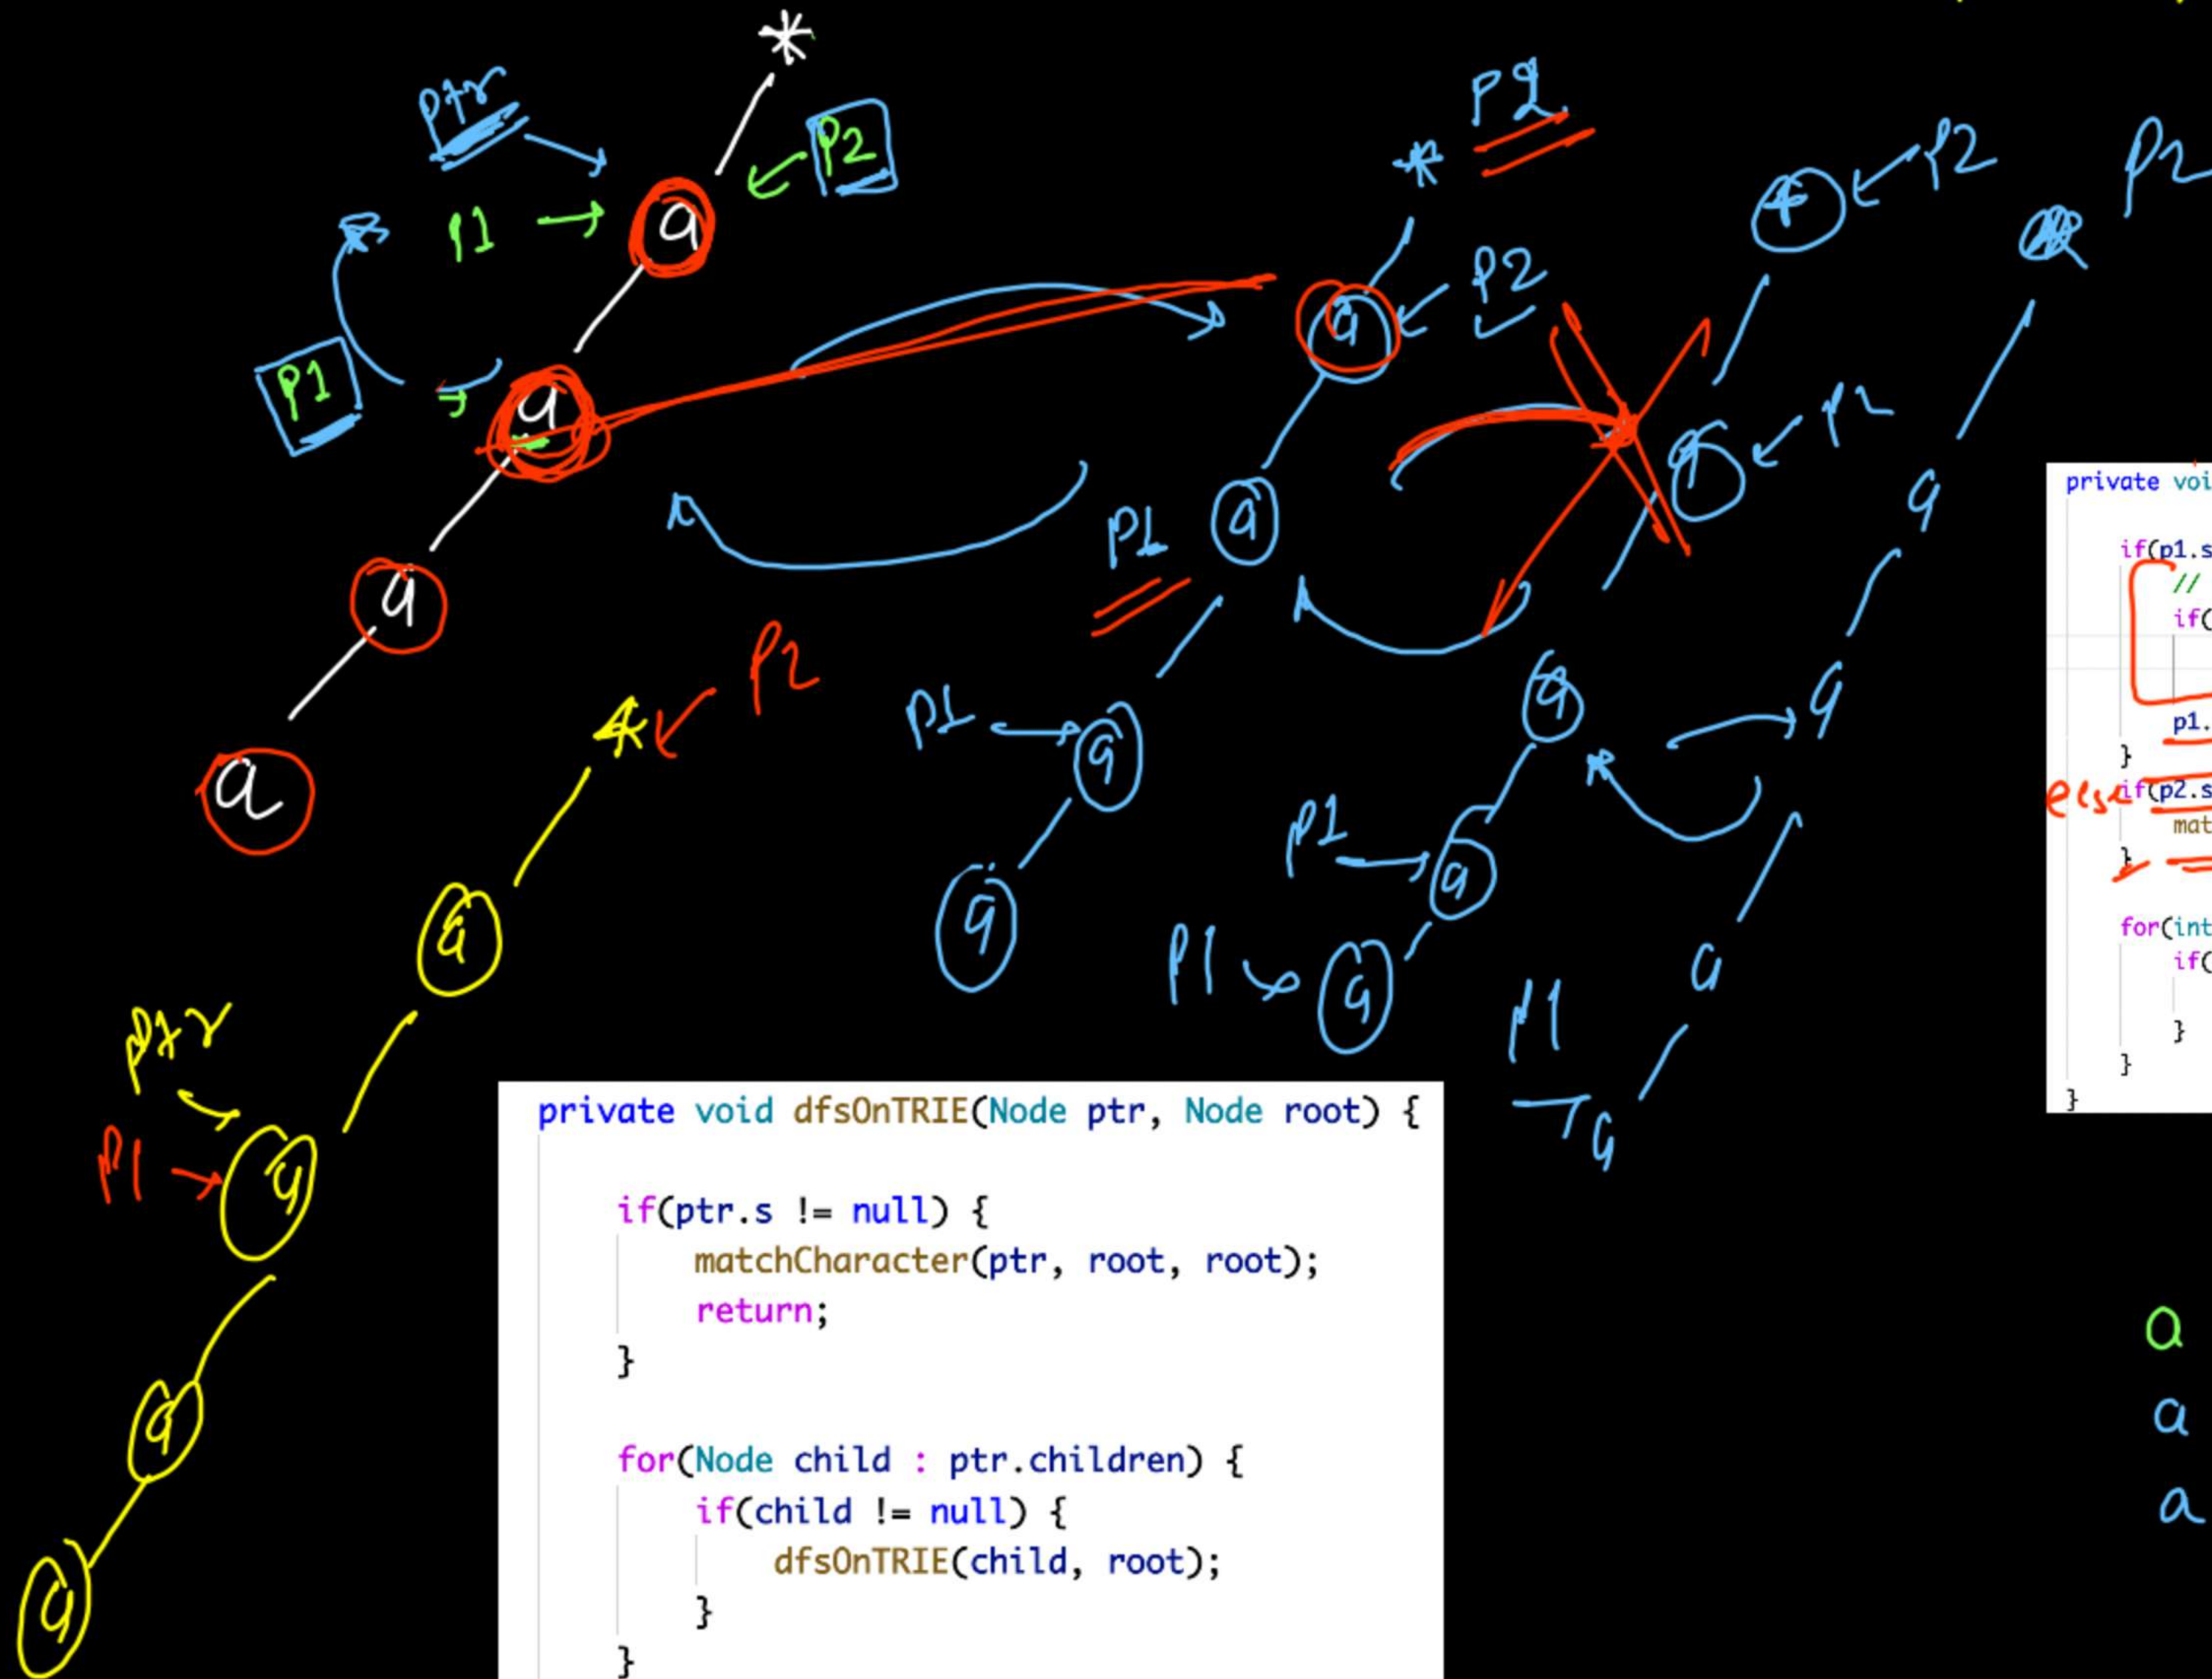 *
ptr
P2
P1
a
P1
a
a
a
*
P2
a
ptr
P1
a
a
a
* P2
a
P2
P1
a
P1
a
a
* P2
P2
a
a
P1
a
P1
a
P2
a
a
a
P1
a
private void dfsOnTRIE(Node ptr, Node root) {
if(ptr.s != null) {
matchCharacter(ptr, root, root);
return;
}
for(Node child : ptr.children) {
if(child != null) {
dfsOnTRIE(child, root);
}
}
private voi
if(p1.s
//
if(
p1.
}
else if(p2.s
mat
}
for(int
if(
}
}
}
a
a
a